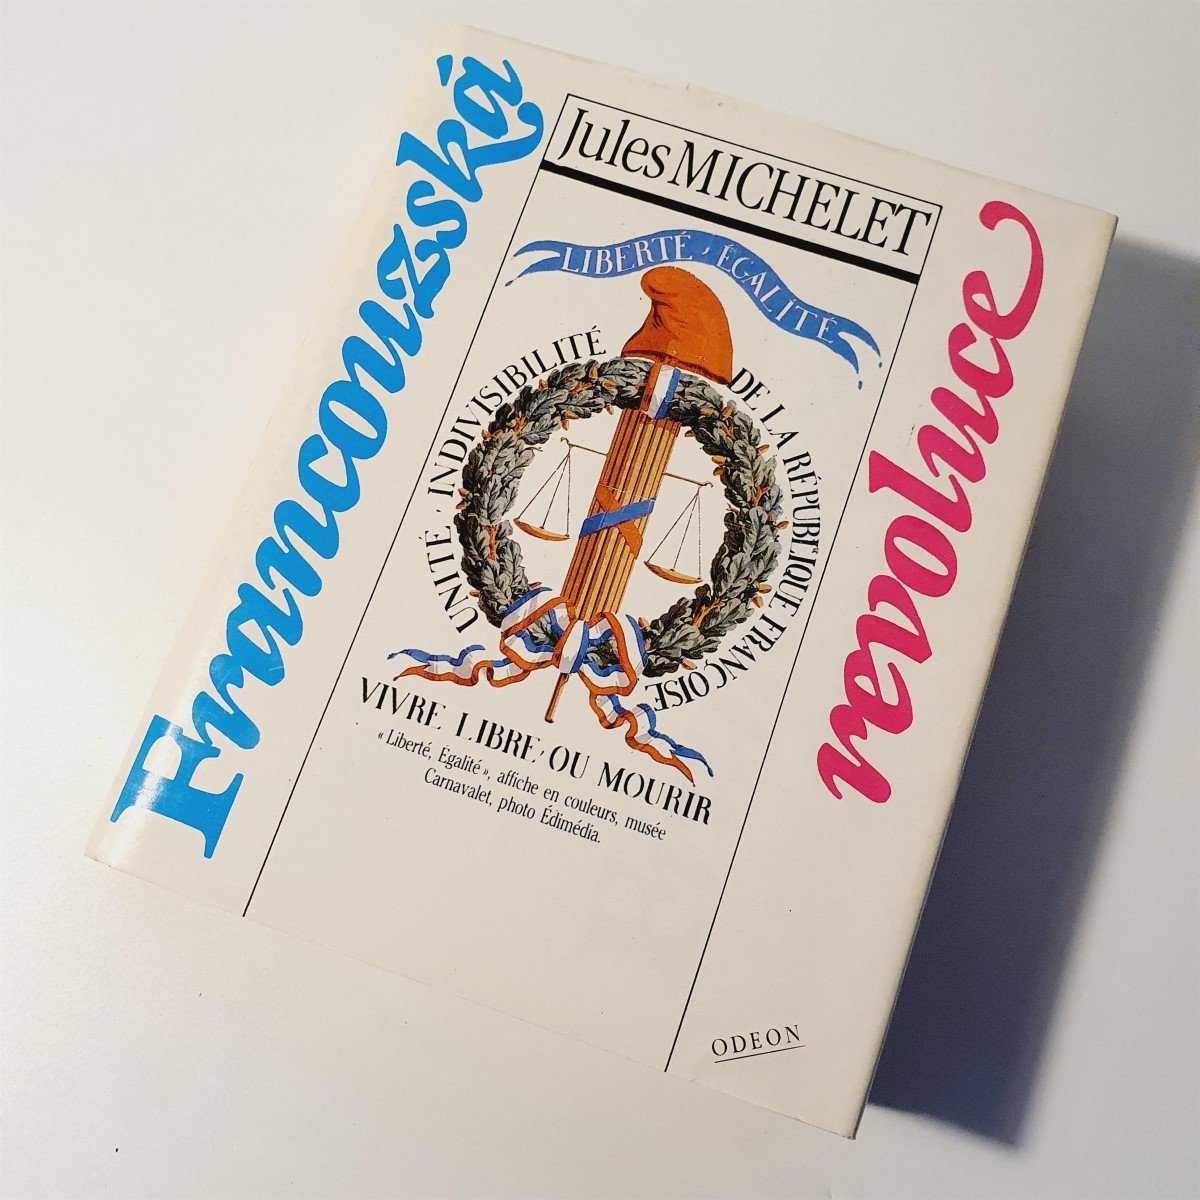 Francouzská
revoluce
Jules MICHELET
LIBERTÉ, ÉGALITÉ
UNITÉ · INDIVISIBILITÉ
DE LA RÉPUBLIQUE FRANÇOISE
VIVRE LIBRE, OU MOURIR
« Liberté, Égalité », affiche en couleurs, musée
Carnavalet, photo Édimédia.
ODEON